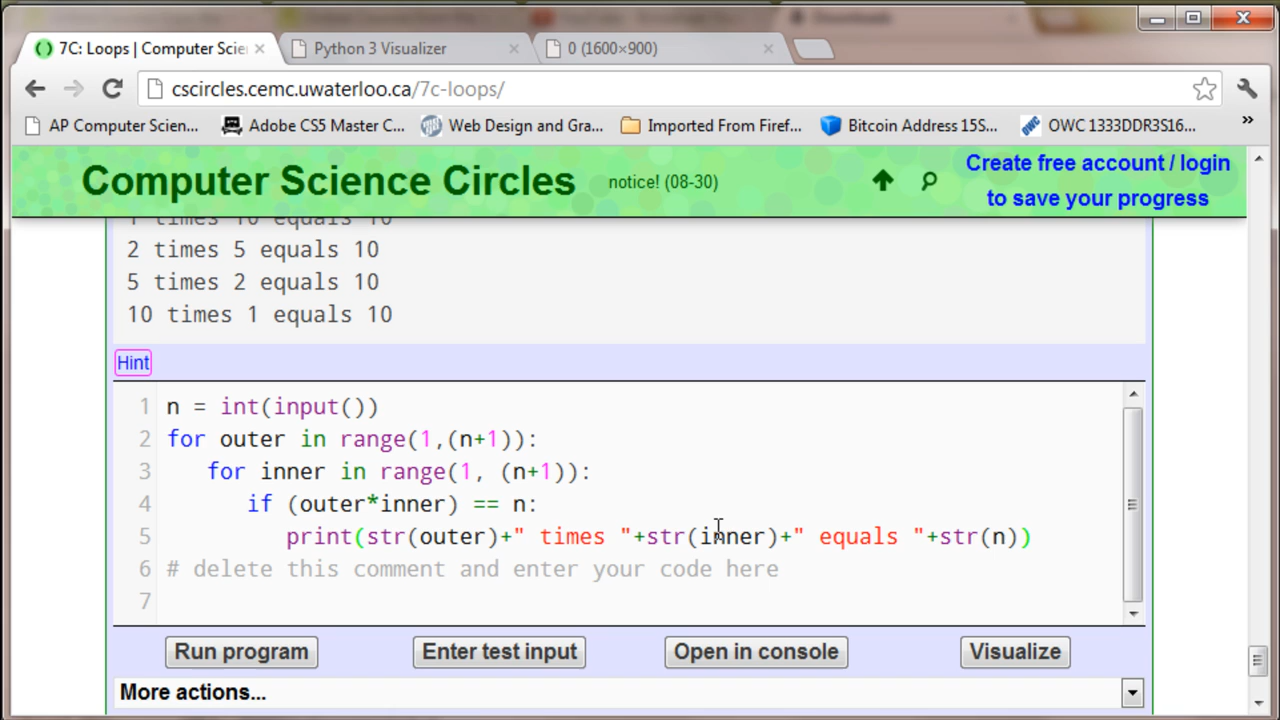 7C: Loops | Computer Scie
Python 3 Visualizer
0 (1600×900)
cscircles.cemc.uwaterloo.ca/7c-loops/
AP Computer Scien...
Adobe CS5 Master C...
Web Design and Gra...
Imported From Firef...
Bitcoin Address 15S...
OWC 1333DDR3S16...
»
Computer Science Circles
notice! (08-30)
Create free account / login
to save your progress
1 times 10 equals 10
2 times 5 equals 10
5 times 2 equals 10
10 times 1 equals 10
Hint
1 n = int(input())
2 for outer in range(1,(n+1)):
3 for inner in range(1, (n+1)):
4 if (outer*inner) == n:
5 print(str(outer)+" times "+str(inner)+" equals "+str(n))
6 # delete this comment and enter your code here
7
Run program
Enter test input
Open in console
Visualize
More actions...